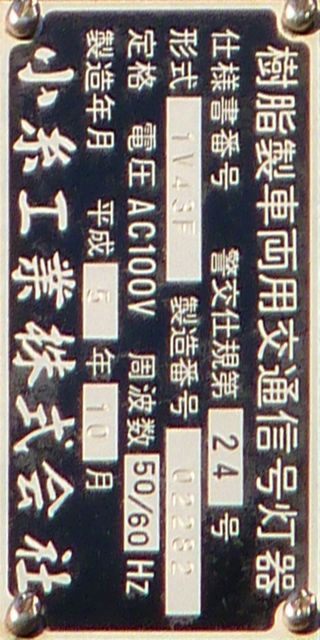 樹脂製車両用交通信号灯器
仕様書番号 警交仕規第 24 号
形式 1V43F 製造番号 02282
定格 電圧 AC100V 周波数 50/60 Hz
製造年月 平成 5 年 10 月
小糸工業株式会社